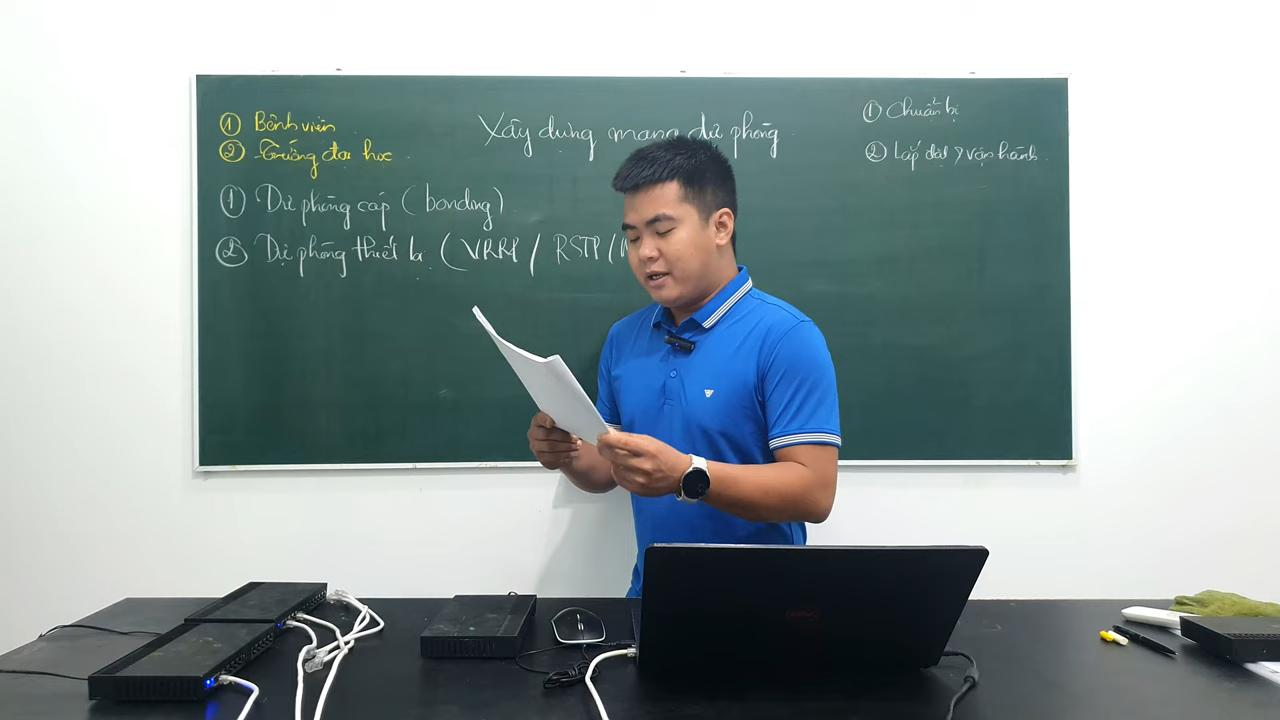 Xây dựng mạng dự phòng
① Bệnh viện
② Trường đại học
① Dự phòng cáp (bonding)
② Dự phòng thiết bị (VRRP / RSTP /
① Chuẩn bị
② Lắp đặt & vận hành